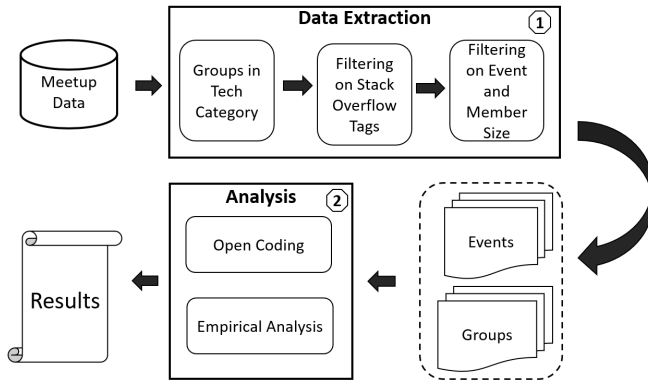 Data Extraction
1
Meetup
Data
Groups in
Tech
Category
Filtering
on Stack
Overflow
Tags
Filtering
on Event
and
Member
Size
Events
Groups
Analysis
2
Open Coding
Empirical Analysis
Results